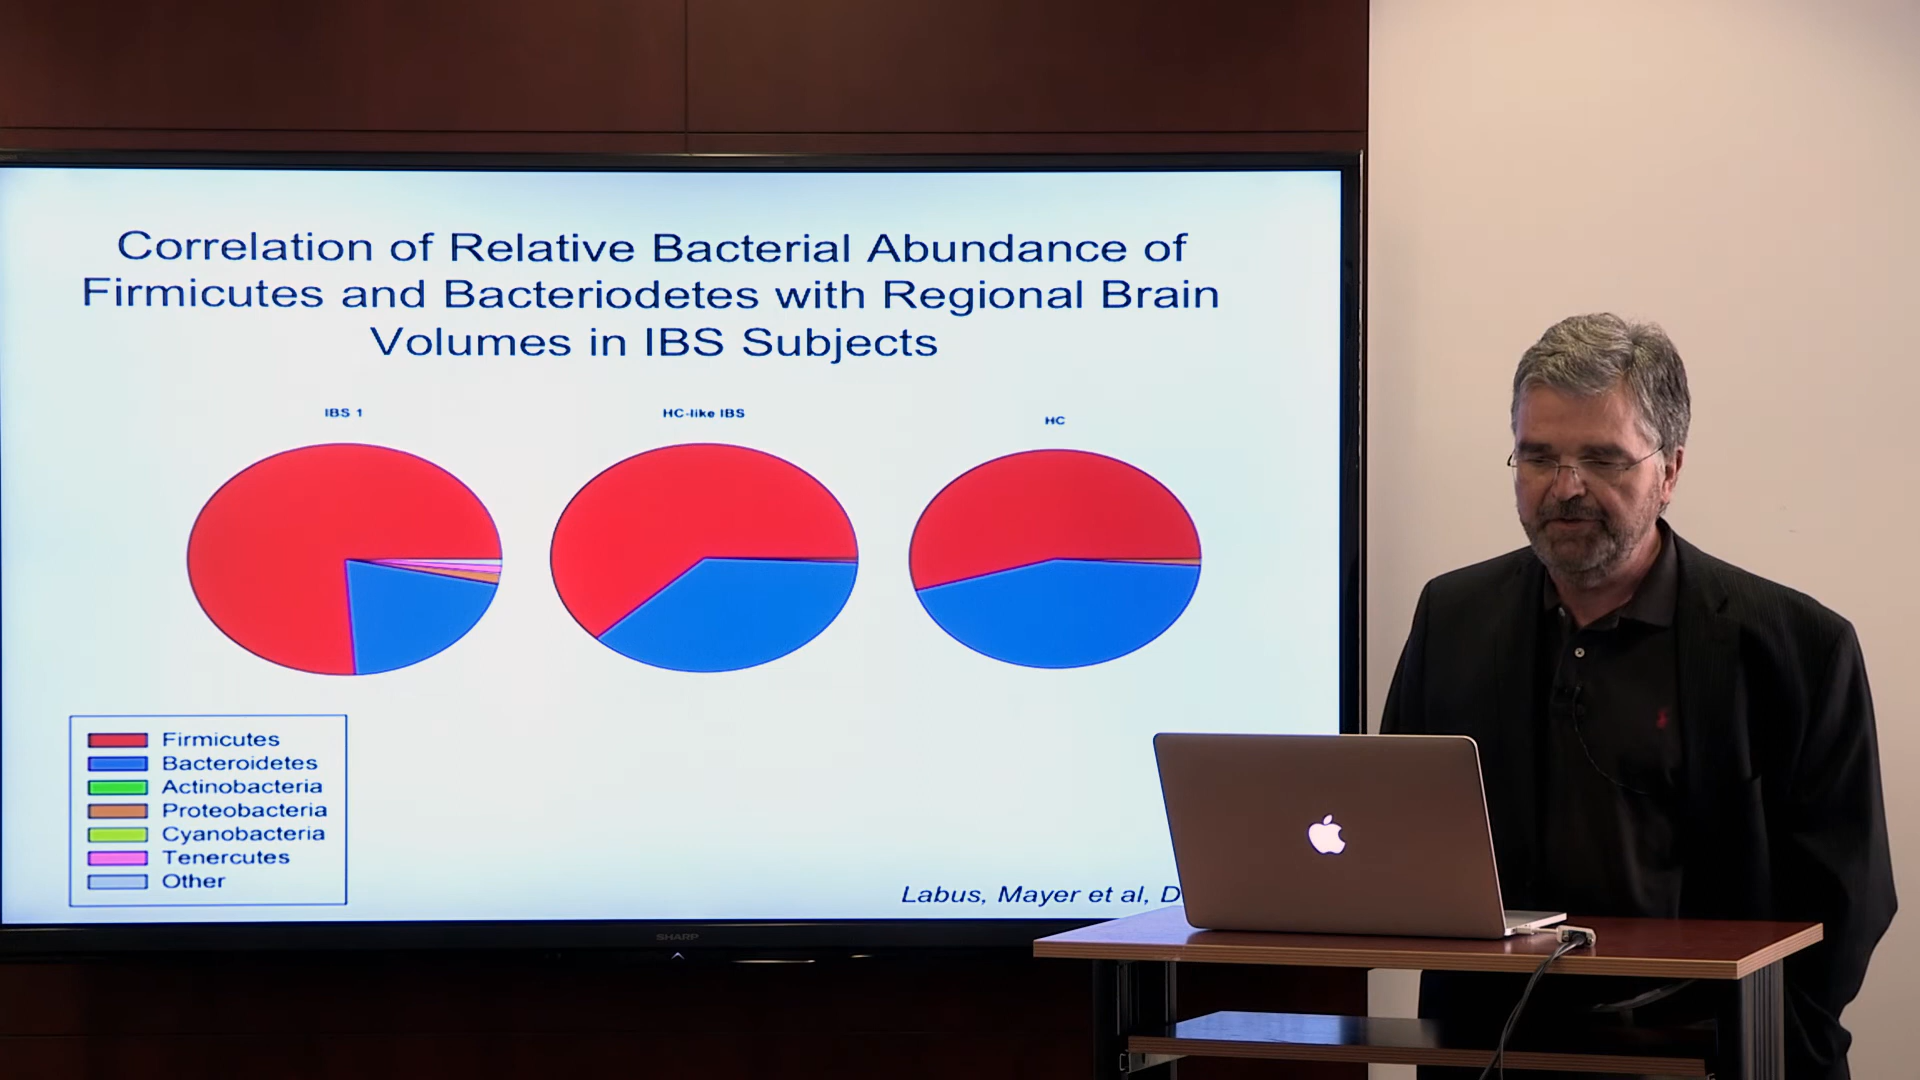 Correlation of Relative Bacterial Abundance of
Firmicutes and Bacteriodetes with Regional Brain
Volumes in IBS Subjects
IBS 1
HC-like IBS
HC
Firmicutes
Bacteroidetes
Actinobacteria
Proteobacteria
Cyanobacteria
Tenercutes
Other
Labus, Mayer et al, D
SHARP